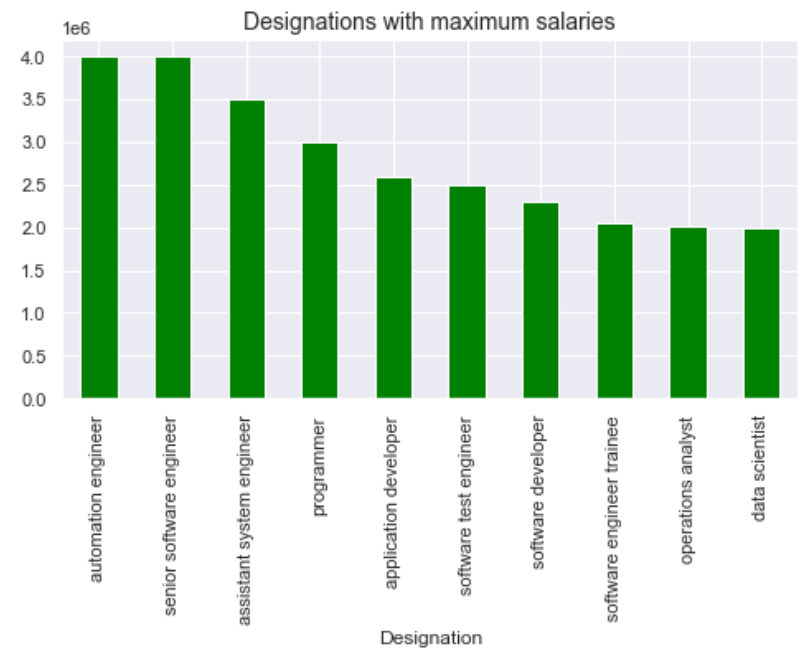 Designations with maximum salaries
1e6
4.0
3.5
3.0
2.5
2.0
1.5
1.0
0.5
0.0
automation engineer
senior software engineer
assistant system engineer
programmer
application developer
software test engineer
software developer
software engineer trainee
operations analyst
data scientist
Designation